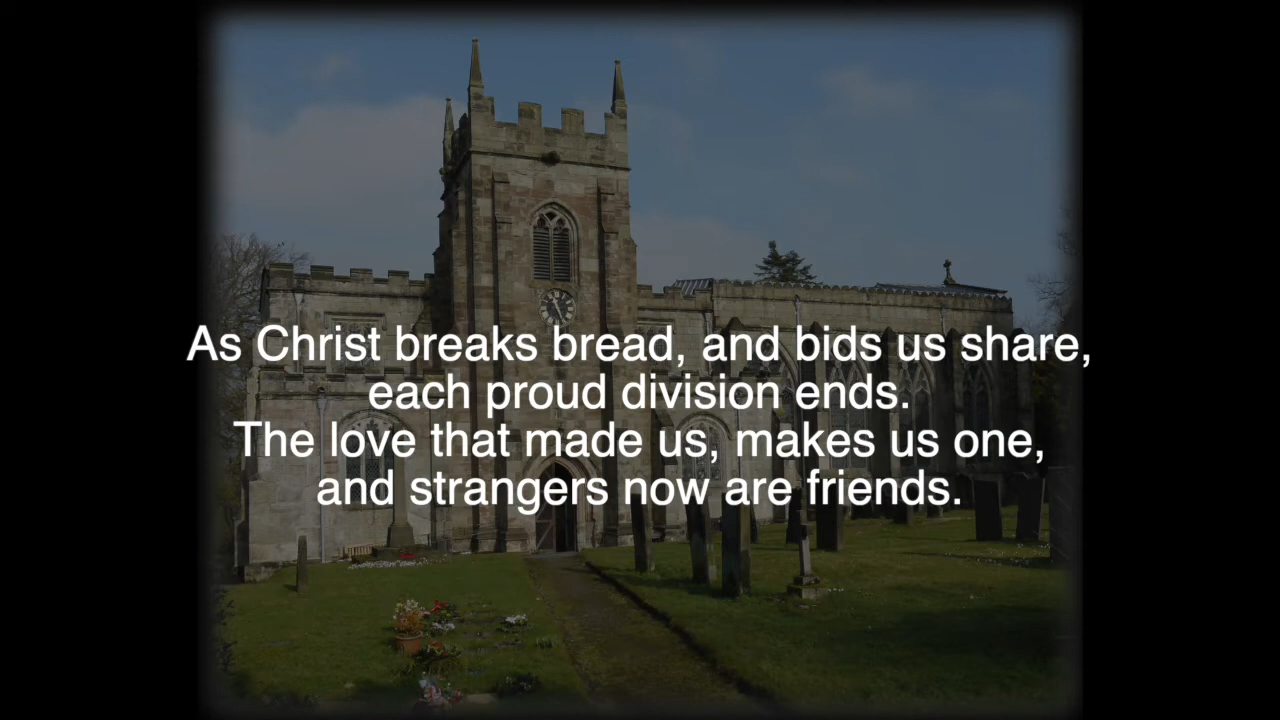 As Christ breaks bread, and bids us share,
each proud division ends.
The love that made us, makes us one,
and strangers now are friends.